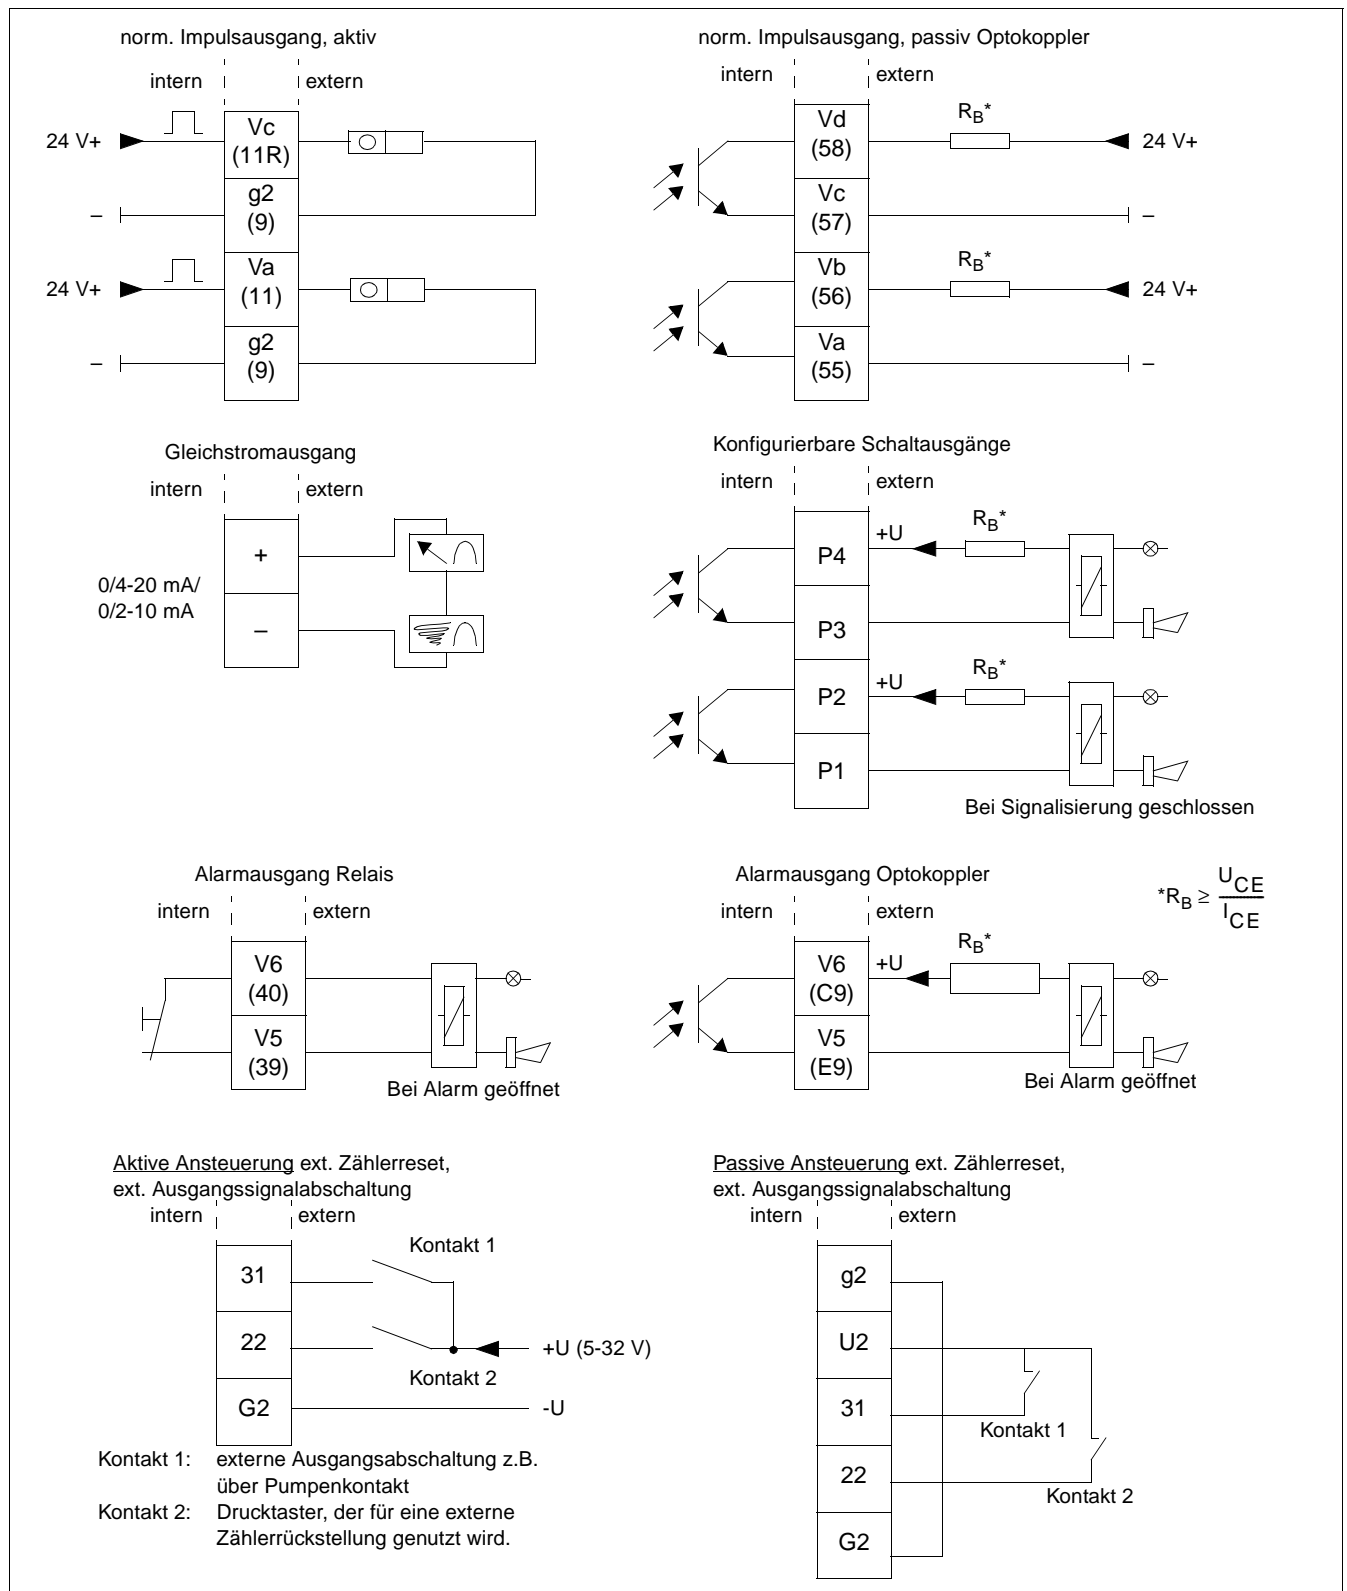 norm. Impulsausgang, aktiv
intern
extern
24 V+
Vc
(11R)
–
g2
(9)
24 V+
Va
(11)
–
g2
(9)
norm. Impulsausgang, passiv Optokoppler
intern
extern
Vd
(58)
RB*
24 V+
Vc
(57)
–
Vb
(56)
RB*
24 V+
Va
(55)
–
Gleichstromausgang
intern
extern
0/4-20 mA/
0/2-10 mA
+
–
Konfigurierbare Schaltausgänge
intern
extern
P4
+U
RB*
P3
P2
+U
RB*
P1
Bei Signalisierung geschlossen
Alarmausgang Relais
intern
extern
V6
(40)
V5
(39)
Bei Alarm geöffnet
Alarmausgang Optokoppler
intern
extern
V6
(C9)
+U
RB*
V5
(E9)
Bei Alarm geöffnet
*RB ≥ UCE
ICE
Aktive Ansteuerung ext. Zählerreset,
ext. Ausgangssignalabschaltung
intern
extern
31
Kontakt 1
22
+U (5-32 V)
Kontakt 2
G2
-U
Kontakt 1: externe Ausgangsabschaltung z.B.
über Pumpenkontakt
Kontakt 2: Drucktaster, der für eine externe
Zählerrückstellung genutzt wird.
Passive Ansteuerung ext. Zählerreset,
ext. Ausgangssignalabschaltung
intern
extern
g2
U2
31
Kontakt 1
22
Kontakt 2
G2